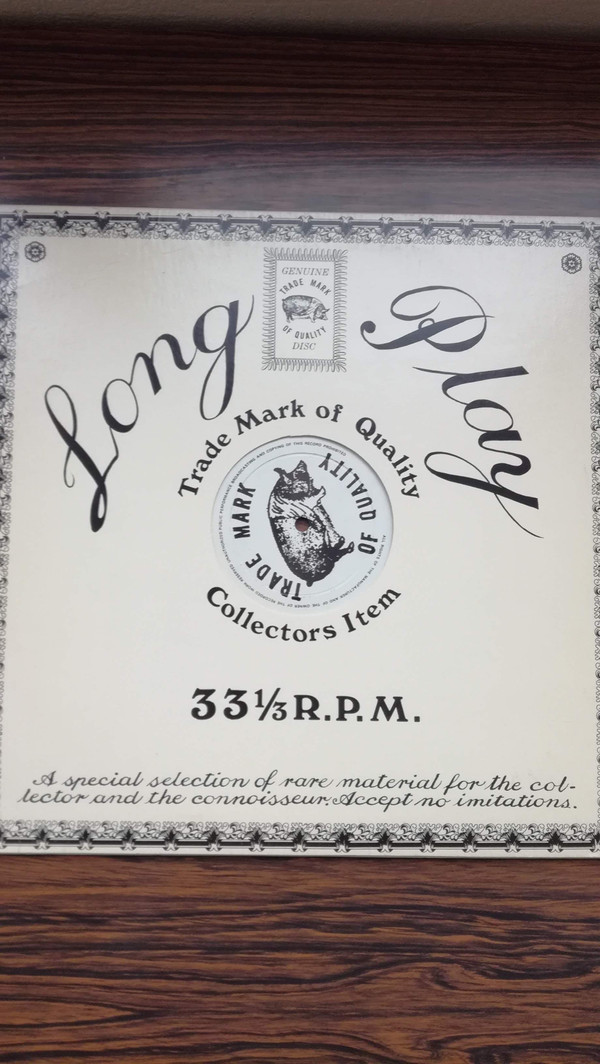 GENUINE
TRADE MARK
OF QUALITY
DISC
Long Play
Trade Mark of Quality
TRADE MARK
OF QUALITY
Collectors Item
33⅓ R.P.M.
A special selection of rare material for the col-
lector and the connoisseur. Accept no imitations.